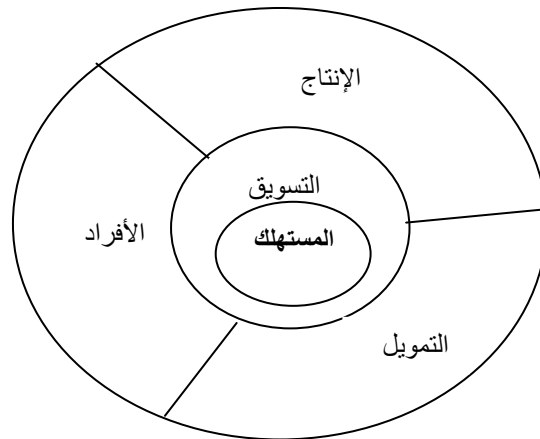 الإنتاج
التسويق
الأفراد
المستهلك
التمويل